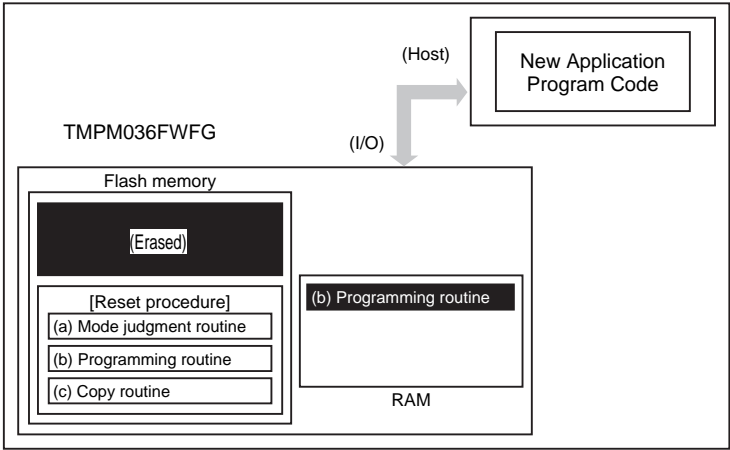 (Host)
New Application
Program Code
TMPM036FWFG
(I/O)
Flash memory
(Erased)
[Reset procedure]
(a) Mode judgment routine
(b) Programming routine
(c) Copy routine
(b) Programming routine
RAM